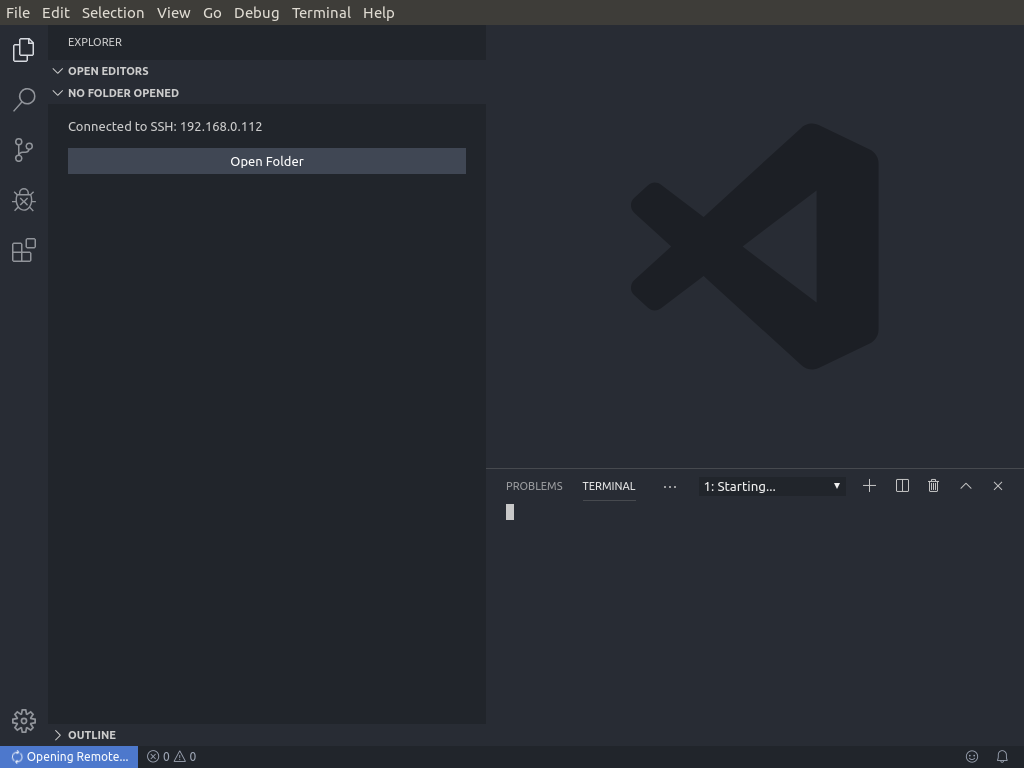 File Edit Selection View Go Debug Terminal Help
EXPLORER
OPEN EDITORS
NO FOLDER OPENED
Connected to SSH: 192.168.0.112
Open Folder
PROBLEMS TERMINAL ... 1: Starting...
OUTLINE
Opening Remote... 0 0